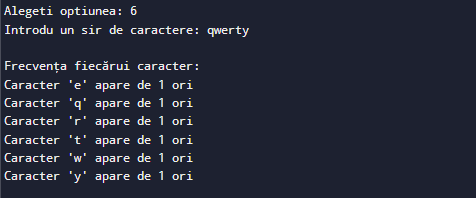 Alegeti optiunea: 6
Introdu un sir de caractere: qwerty
Frecvența fiecărui caracter:
Caracter 'e' apare de 1 ori
Caracter 'q' apare de 1 ori
Caracter 'r' apare de 1 ori
Caracter 't' apare de 1 ori
Caracter 'w' apare de 1 ori
Caracter 'y' apare de 1 ori